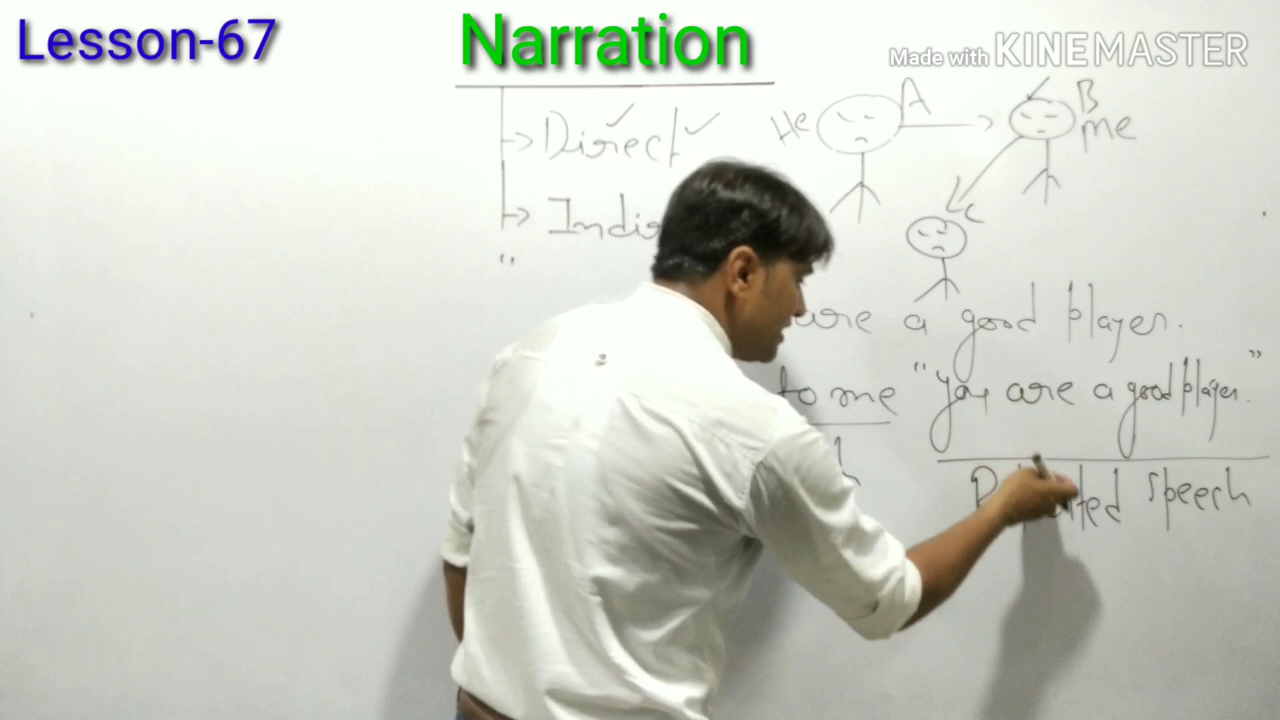 Lesson-67
Narration
Made with KINEMASTER
He A B
me
Direct
C
are a good player.
to me "you are a good player."
speech